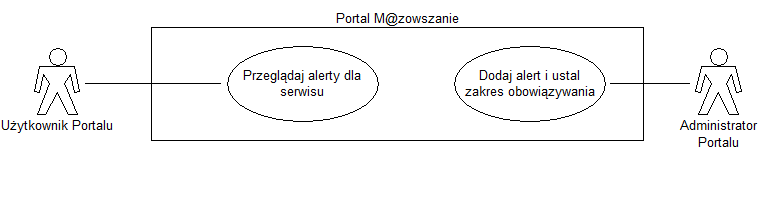 Portal M@zowszanie
Przeglądaj alerty dla
serwisu
Dodaj alert i ustal
zakres obowiązywania
Użytkownik Portalu
Administrator
Portalu